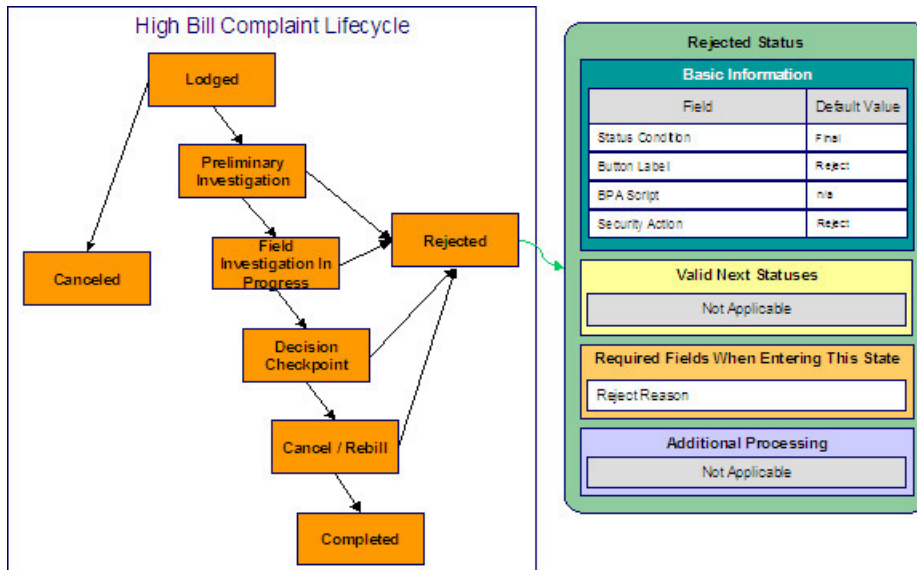 High Bill Complaint Lifecycle
Lodged
Preliminary
Investigation
Field
Investigation In
Progress
Rejected
Canceled
Decision
Checkpoint
Cancel / Rebill
Completed
Rejected Status
Basic Information
Field Default Value
Status Condition Final
Button Label Reject
BPA Script n/a
Security Action Reject
Valid Next Statuses
Not Applicable
Required Fields When Entering This State
Reject Reason
Additional Processing
Not Applicable